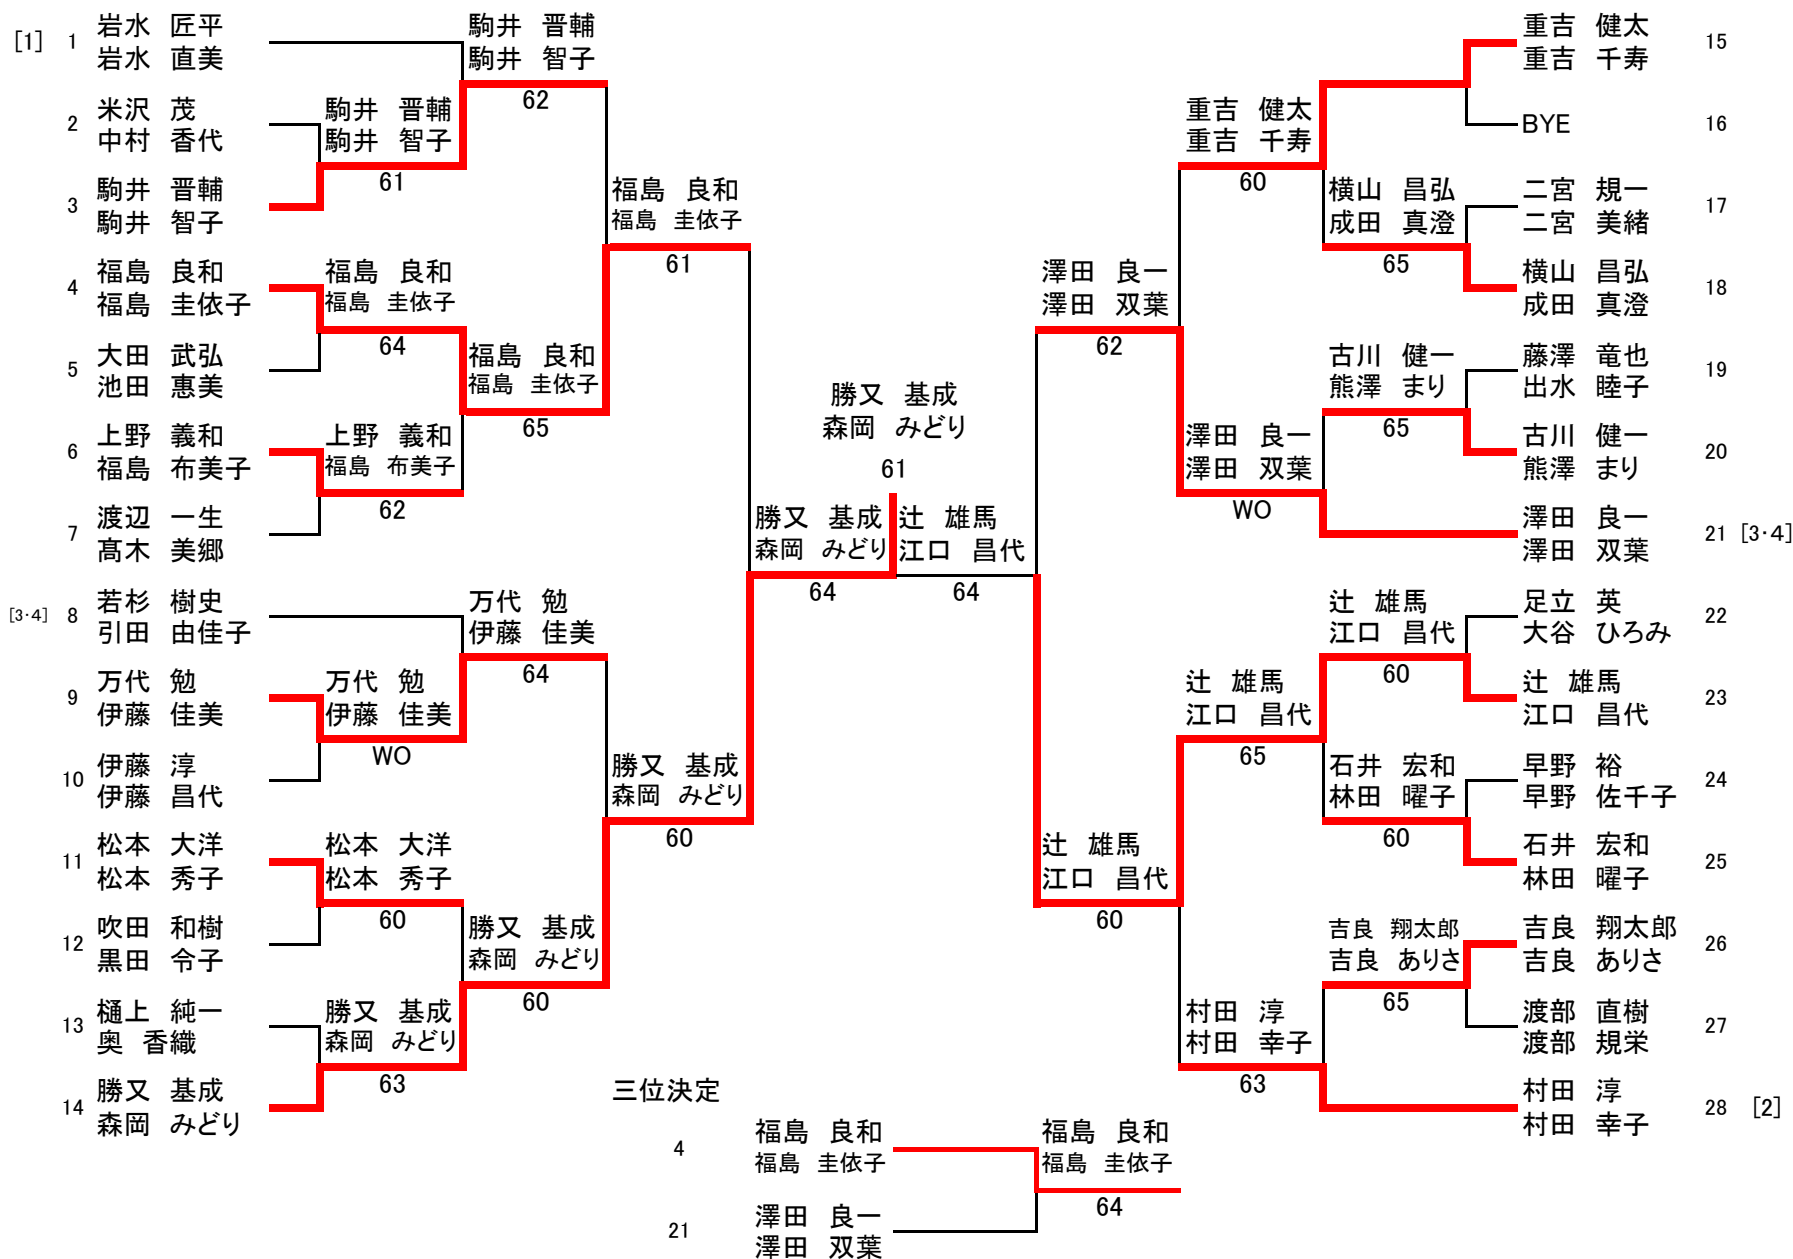 [1] 1 岩水 匠平
岩水 直美
2 米沢 茂
中村 香代
3 駒井 晋輔
駒井 智子
4 福島 良和
福島 圭依子
5 大田 武弘
池田 惠美
6 上野 義和
福島 布美子
7 渡辺 一生
髙木 美郷
[3・4] 8 若杉 樹史
引田 由佳子
9 万代 勉
伊藤 佳美
10 伊藤 淳
伊藤 昌代
11 松本 大洋
松本 秀子
12 吹田 和樹
黒田 令子
13 樋上 純一
奥 香織
14 勝又 基成
森岡 みどり
駒井 晋輔
駒井 智子
61
福島 良和
福島 圭依子
64
上野 義和
福島 布美子
62
万代 勉
伊藤 佳美
WO
松本 大洋
松本 秀子
60
勝又 基成
森岡 みどり
63
駒井 晋輔
駒井 智子
62
福島 良和
福島 圭依子
65
万代 勉
伊藤 佳美
64
勝又 基成
森岡 みどり
60
福島 良和
福島 圭依子
61
勝又 基成
森岡 みどり
60
勝又 基成
森岡 みどり
64
勝又 基成
森岡 みどり
61
辻 雄馬
江口 昌代
64
澤田 良一
澤田 双葉
62
辻 雄馬
江口 昌代
60
重吉 健太
重吉 千寿
60
澤田 良一
澤田 双葉
WO
辻 雄馬
江口 昌代
65
村田 淳
村田 幸子
63
横山 昌弘
成田 真澄
65
古川 健一
熊澤 まり
65
辻 雄馬
江口 昌代
60
石井 宏和
林田 曜子
60
吉良 翔太郎
吉良 ありさ
65
重吉 健太
重吉 千寿 15
BYE 16
二宮 規一
二宮 美緒 17
横山 昌弘
成田 真澄 18
藤澤 竜也
出水 睦子 19
古川 健一
熊澤 まり 20
澤田 良一
澤田 双葉 21 [3・4]
足立 英
大谷 ひろみ 22
辻 雄馬
江口 昌代 23
早野 裕
早野 佐千子 24
石井 宏和
林田 曜子 25
吉良 翔太郎
吉良 ありさ 26
渡部 直樹
渡部 規栄 27
村田 淳
村田 幸子 28 [2]
三位決定
4 福島 良和
福島 圭依子
21 澤田 良一
澤田 双葉
福島 良和
福島 圭依子
64